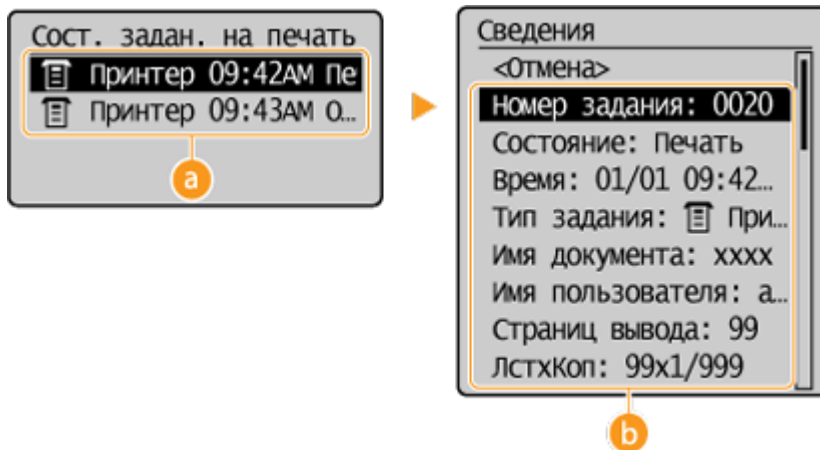 Сост. задан. на печать
Принтер 09:42AM Пе
Принтер 09:43AM О...
a
Сведения
<Отмена>
Номер задания: 0020
Состояние: Печать
Время: 01/01 09:42...
Тип задания: При...
Имя документа: xxxx
Имя пользователя: a...
Страниц вывода: 99
ЛстxКоп: 99x1/999
b